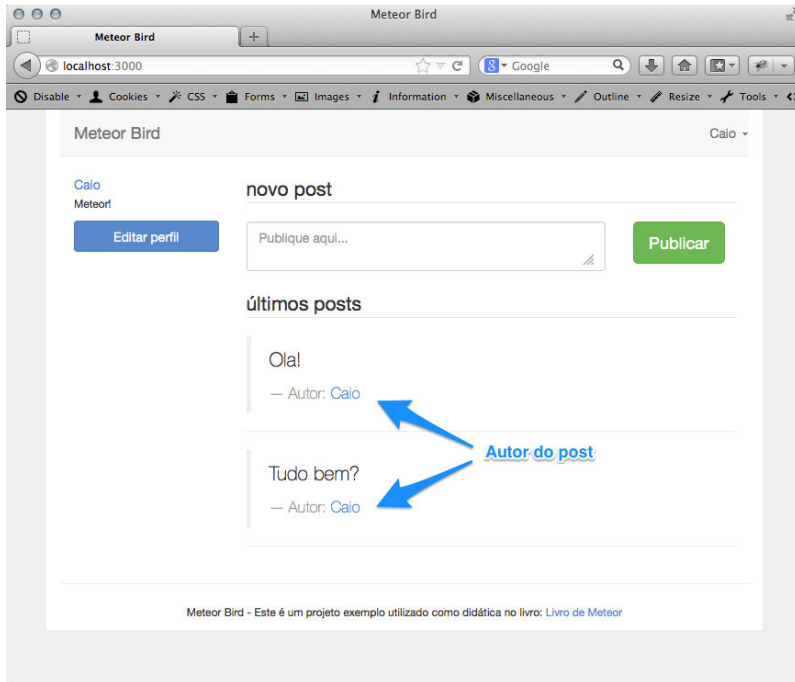 Meteor Bird
Meteor Bird
localhost:3000
Google
Disable Cookies CSS Forms Images Information Miscellaneous Outline Resize Tools
Meteor Bird
Caio
Caio
Meteor!
Editar perfil
novo post
Publique aqui...
Publicar
últimos posts
Ola!
— Autor: Caio
Autor do post
Tudo bem?
— Autor: Caio
Meteor Bird - Este é um projeto exemplo utilizado como didática no livro: Livro de Meteor